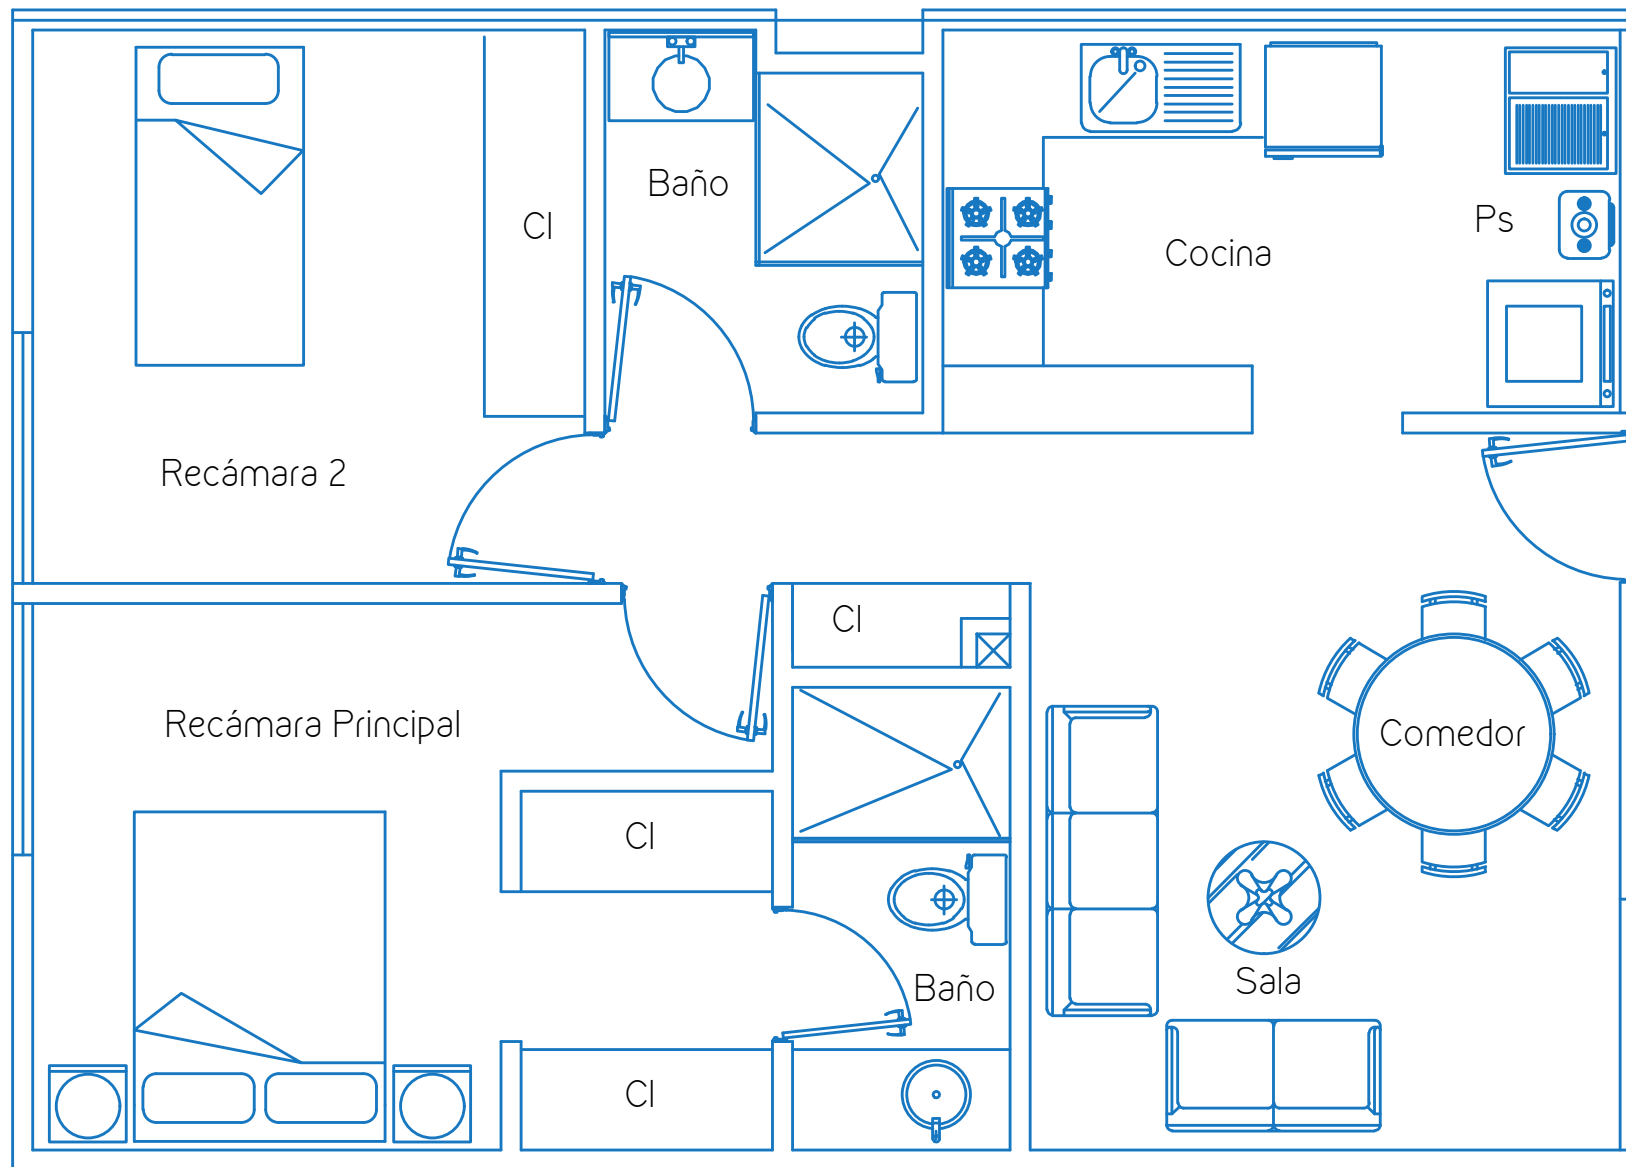 Baño
Cl
Ps
Cocina
Recámara 2
Cl
Recámara Principal
Comedor
Cl
Sala
Baño
Cl